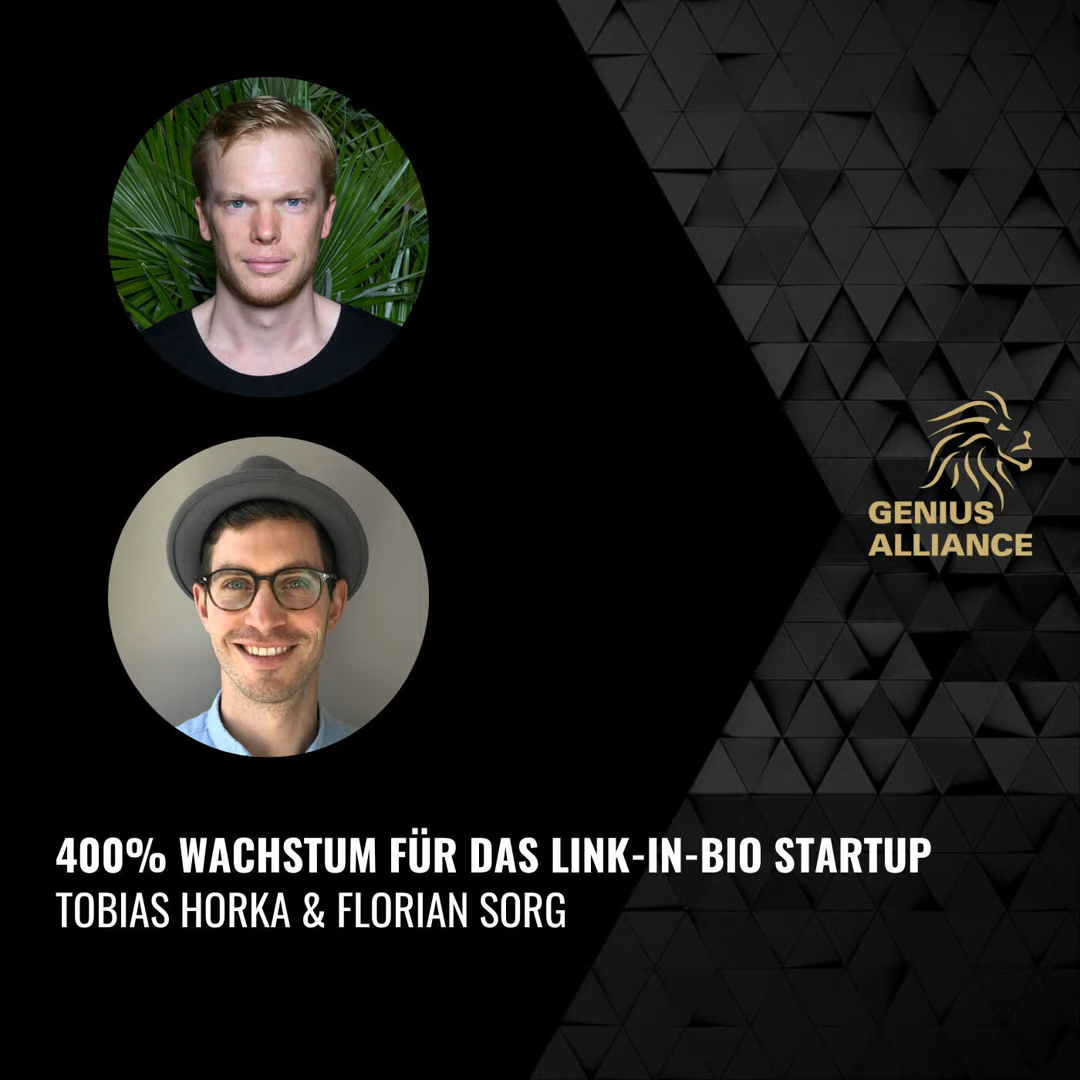 GENIUS
ALLIANCE
400% WACHSTUM FÜR DAS LINK-IN-BIO STARTUP
TOBIAS HORKA & FLORIAN SORG